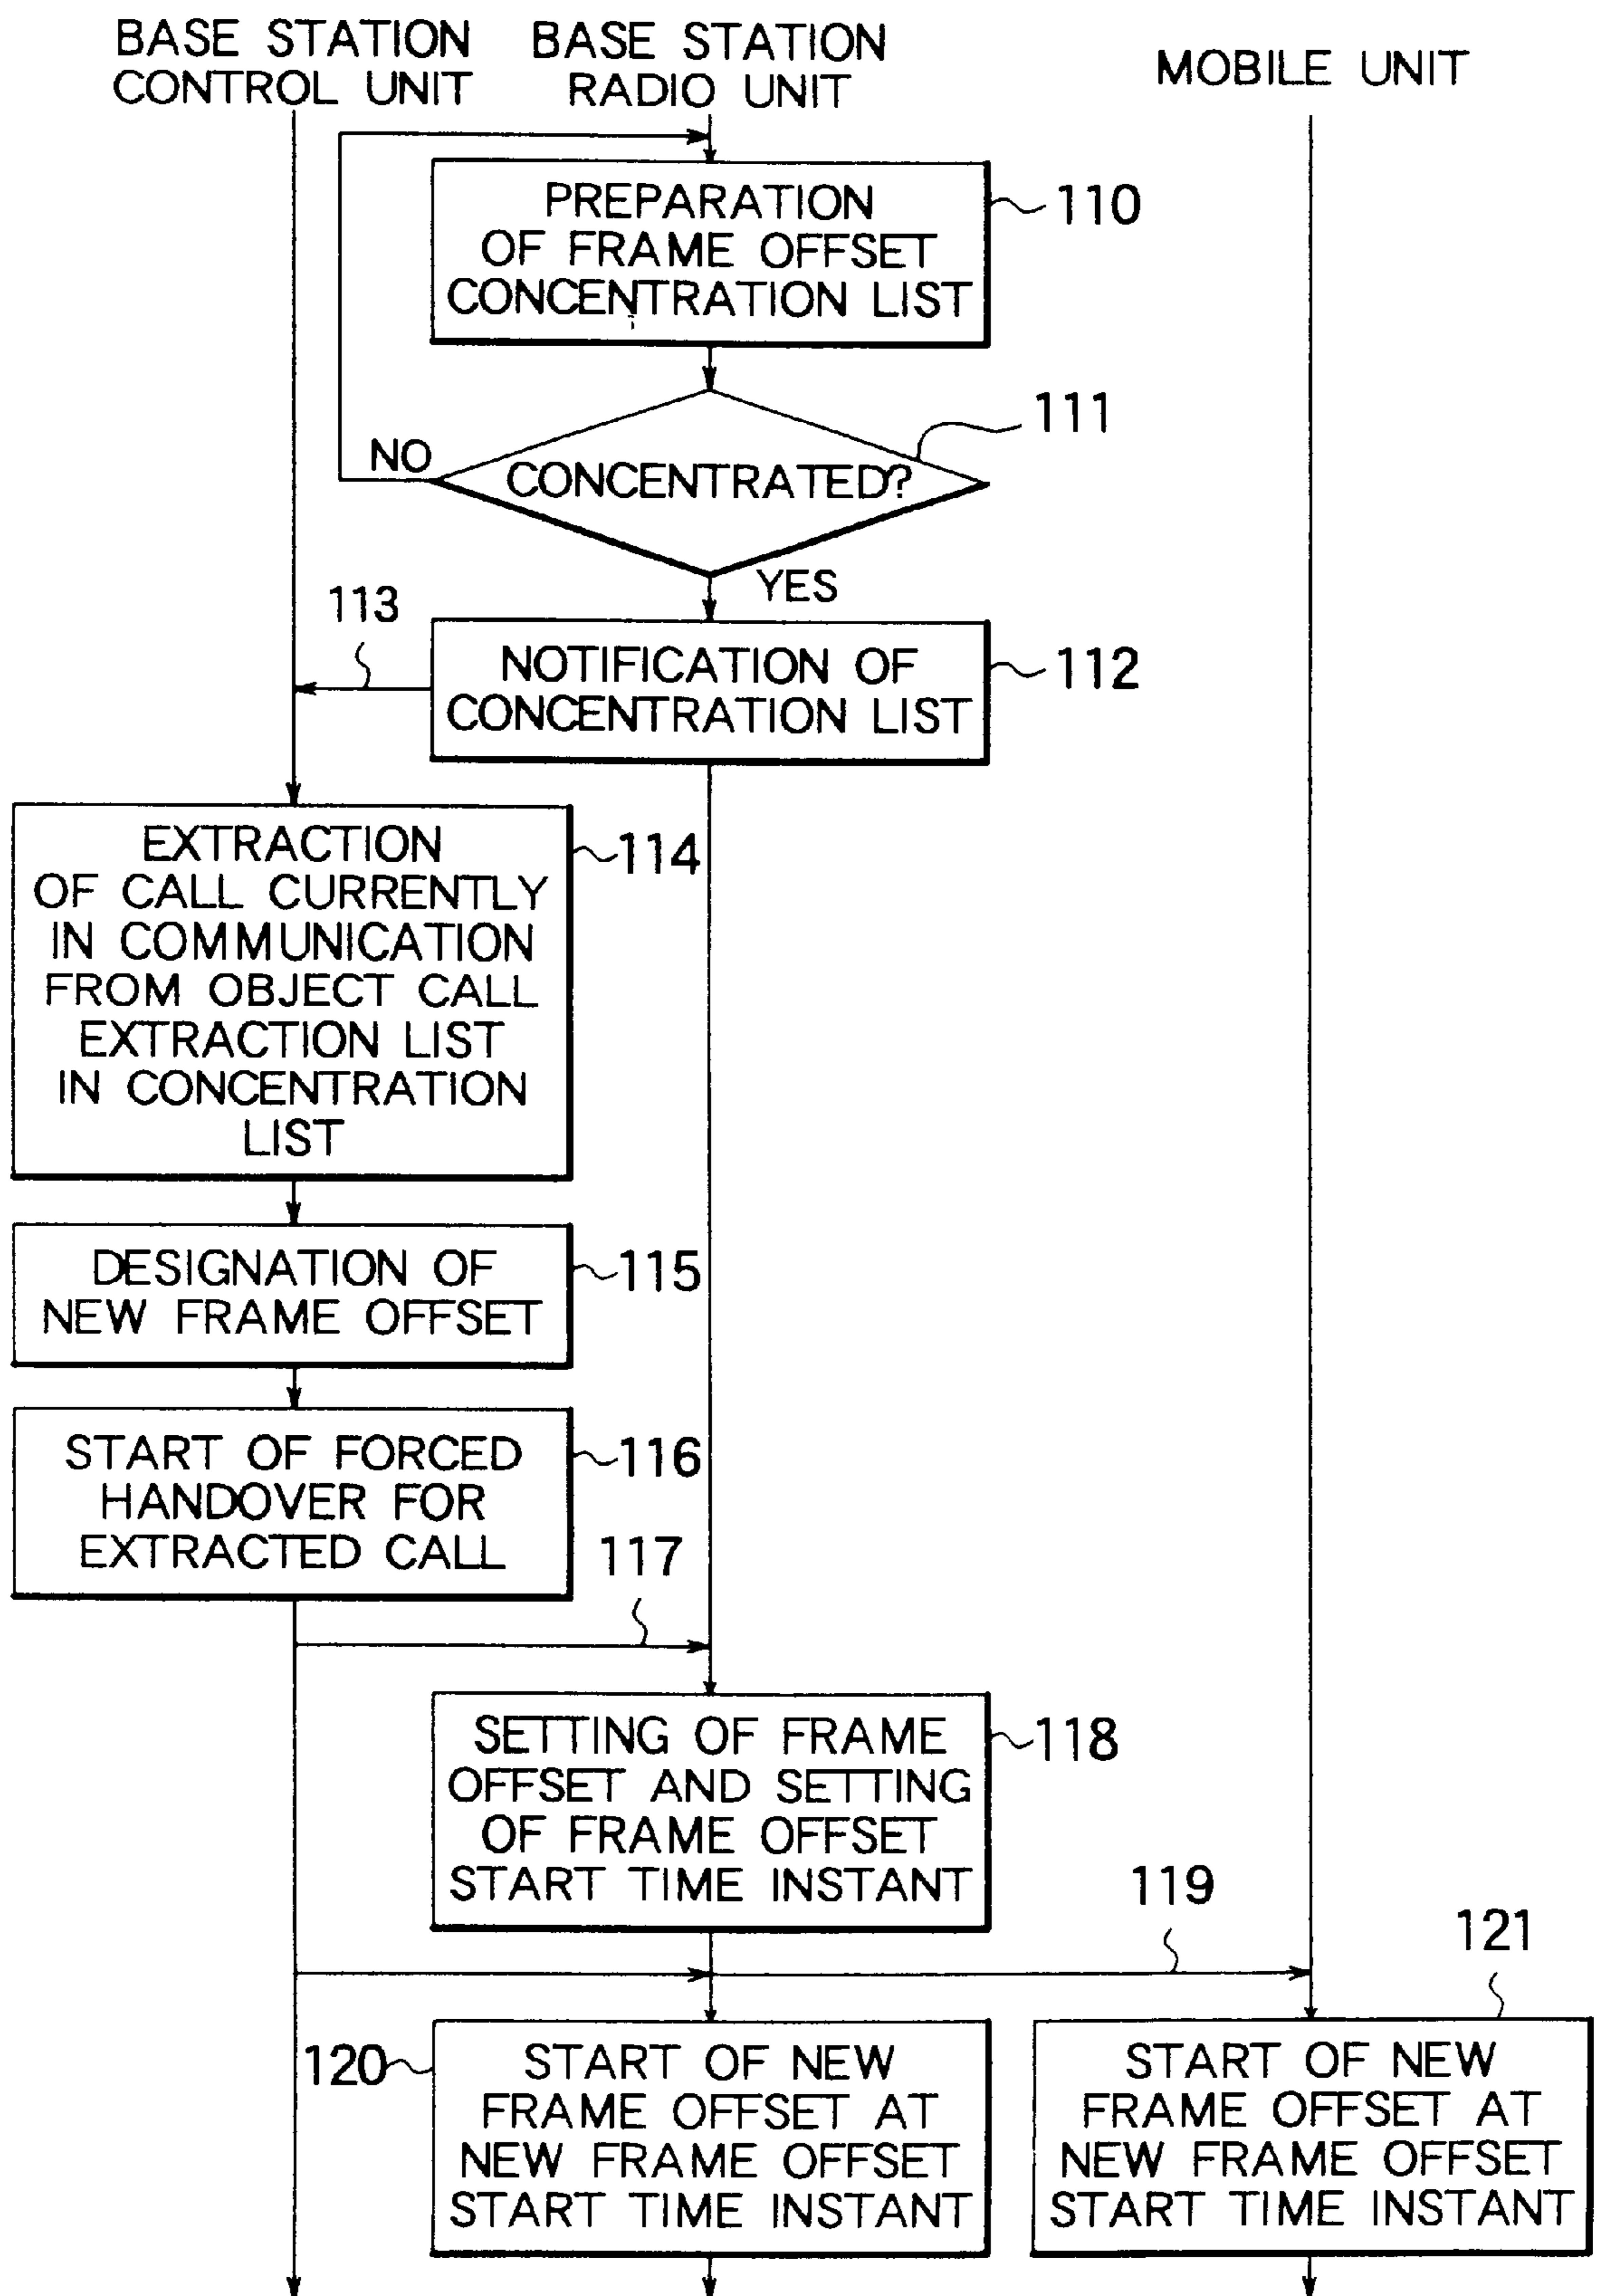 BASE STATION
CONTROL UNIT
BASE STATION
RADIO UNIT
MOBILE UNIT
PREPARATION
OF FRAME OFFSET
CONCENTRATION LIST
110
CONCENTRATED?
111
NO
YES
113
NOTIFICATION OF
CONCENTRATION LIST
112
EXTRACTION
OF CALL CURRENTLY
IN COMMUNICATION
FROM OBJECT CALL
EXTRACTION LIST
IN CONCENTRATION
LIST
114
DESIGNATION OF
NEW FRAME OFFSET
115
START OF FORCED
HANDOVER FOR
EXTRACTED CALL
116
117
SETTING OF FRAME
OFFSET AND SETTING
OF FRAME OFFSET
START TIME INSTANT
118
119
120
START OF NEW
FRAME OFFSET AT
NEW FRAME OFFSET
START TIME INSTANT
121
START OF NEW
FRAME OFFSET AT
NEW FRAME OFFSET
START TIME INSTANT